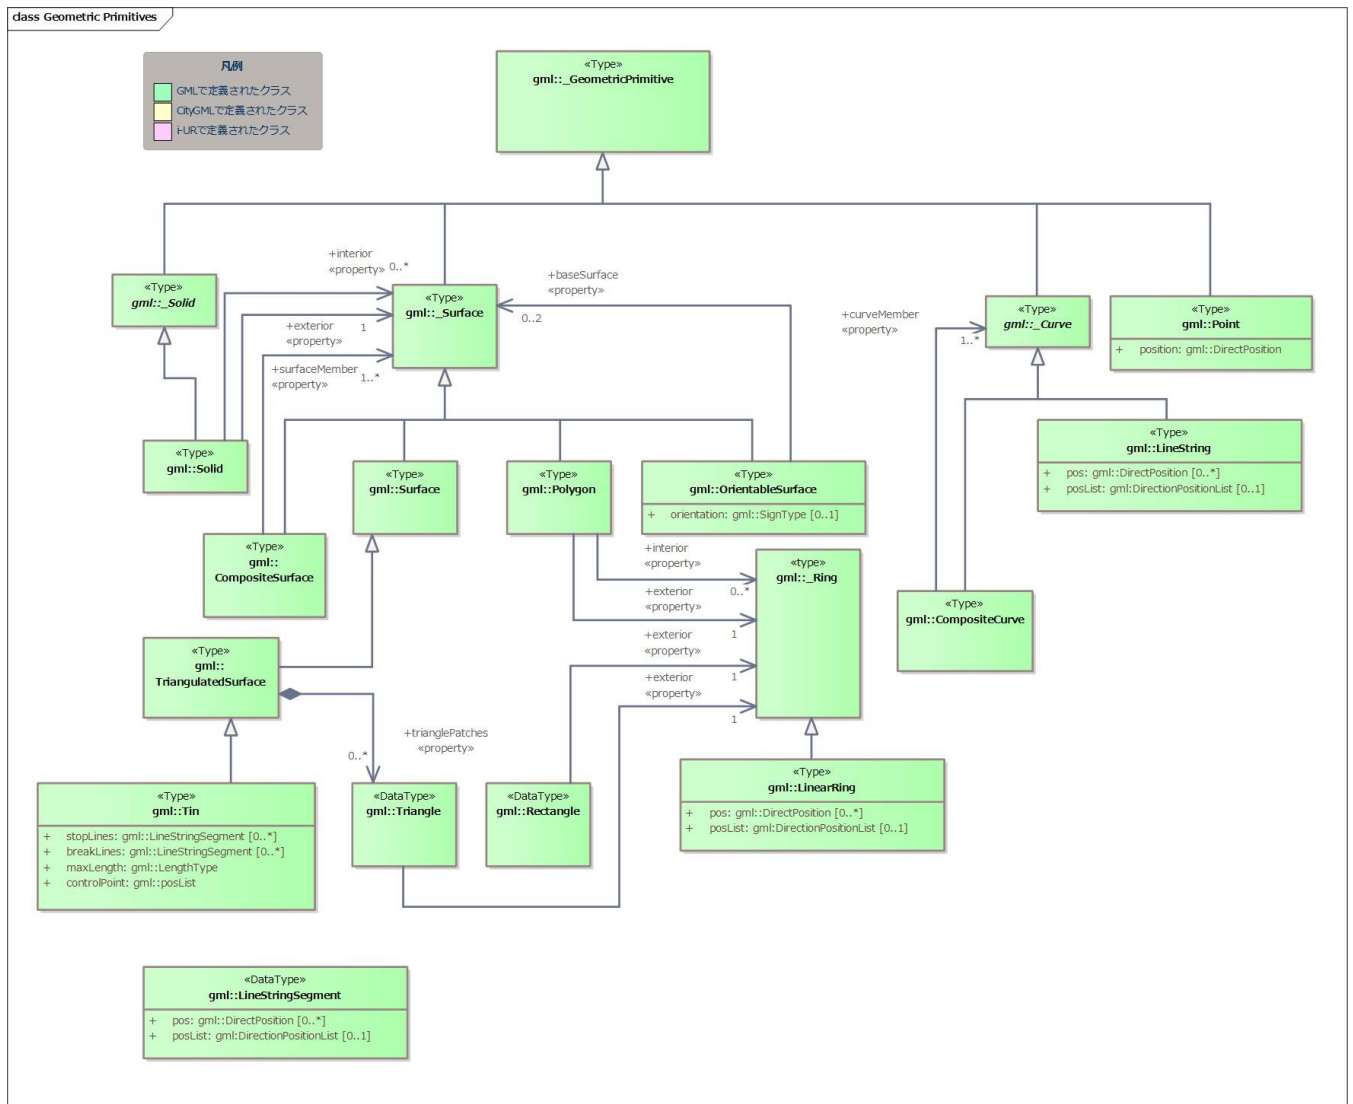 class Geometric Primitives
凡例
GMLで定義されたクラス
CityGMLで定義されたクラス
i-URで定義されたクラス
«Type»
gml::_GeometricPrimitive
«Type»
gml::_Solid
+interior
«property»
0..*
«Type»
gml::_Surface
+exterior
«property»
1
+surfaceMember
«property»
1..*
+baseSurface
«property»
0..2
+curveMember
«property»
1..*
«Type»
gml::_Curve
«Type»
gml::Point
+ position: gml::DirectPosition
«Type»
gml::Solid
«Type»
gml::Surface
«Type»
gml::Polygon
«Type»
gml::OrientableSurface
+ orientation: gml::SignType [0..1]
«Type»
gml::LineString
+ pos: gml::DirectPosition [0..*]
+ posList: gml:DirectionPositionList [0..1]
«Type»
gml::
CompositeSurface
+interior
«property»
0..*
+exterior
«property»
1
+exterior
«property»
1
+exterior
«property»
1
«type»
gml::_Ring
«Type»
gml::CompositeCurve
«Type»
gml::
TriangulatedSurface
+trianglePatches
«property»
0..*
«Type»
gml::Tin
+ stopLines: gml::LineStringSegment [0..*]
+ breakLines: gml::LineStringSegment [0..*]
+ maxLength: gml::LengthType
+ controlPoint: gml::posList
«DataType»
gml::Triangle
«DataType»
gml::Rectangle
«Type»
gml::LinearRing
+ pos: gml::DirectPosition [0..*]
+ posList: gml:DirectionPositionList [0..1]
«DataType»
gml::LineStringSegment
+ pos: gml::DirectPosition [0..*]
+ posList: gml:DirectionPositionList [0..1]